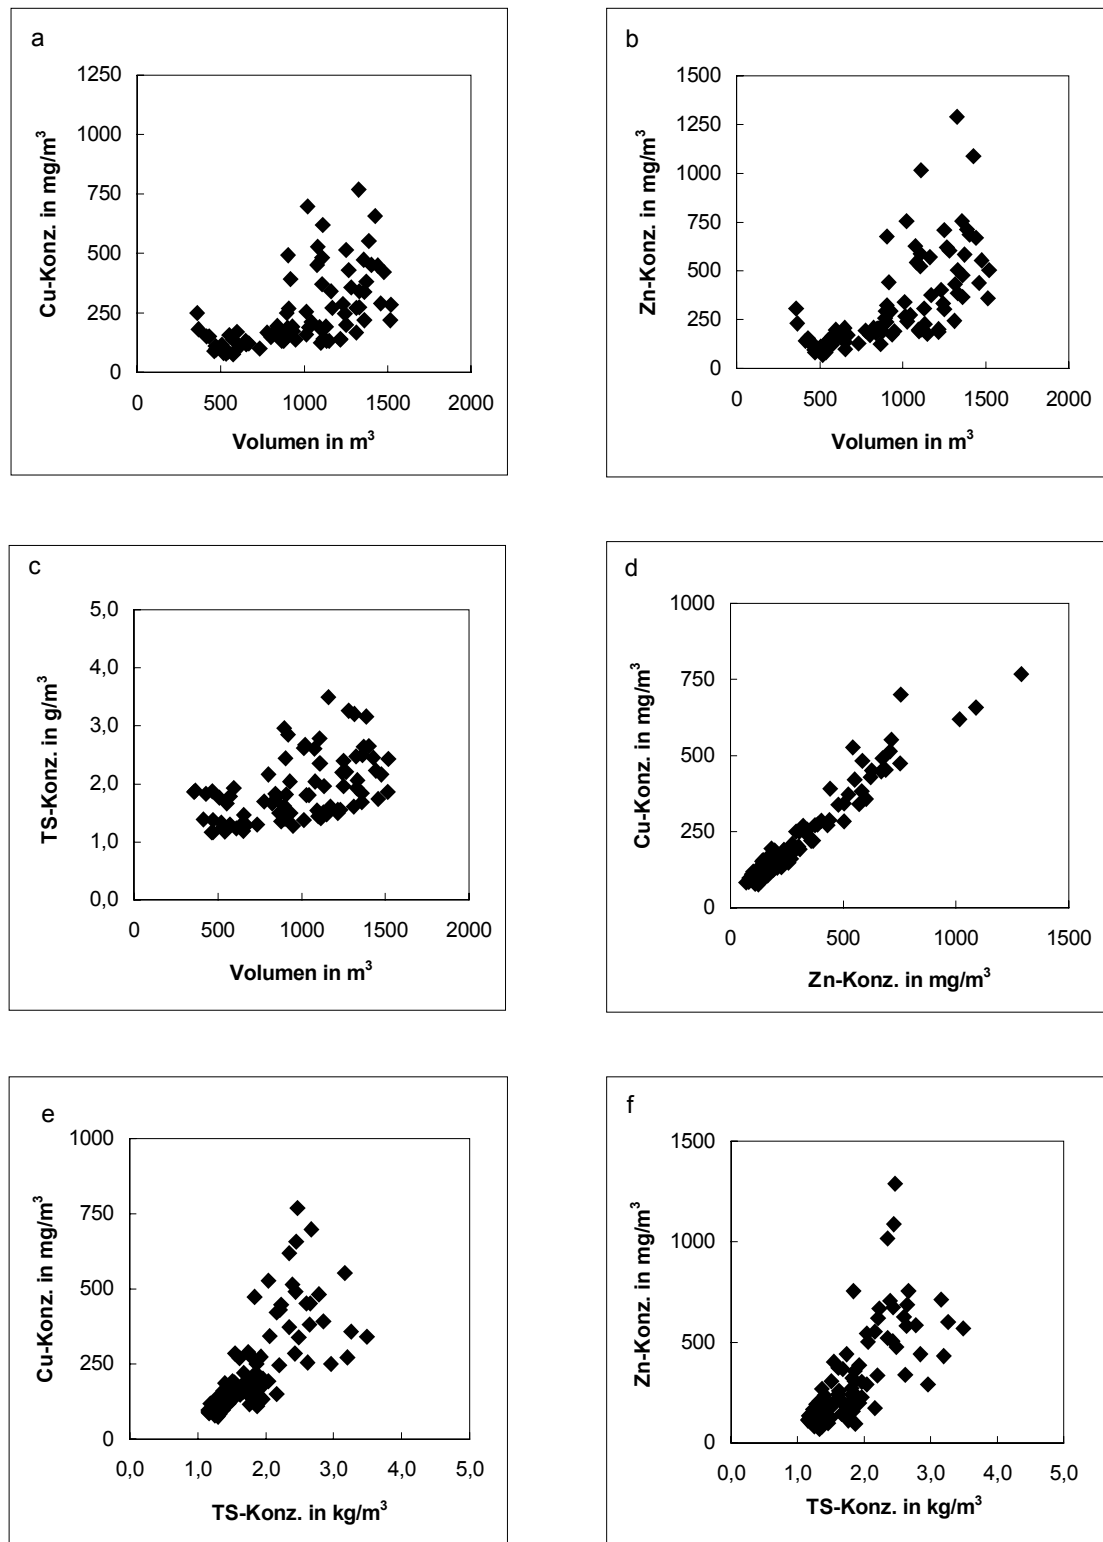 a
1250
1000
750
500
250
0
0 500 1000 1500 2000
Cu-Konz. in mg/m³
Volumen in m³
b
1500
1250
1000
750
500
250
0
0 500 1000 1500 2000
Zn-Konz. in mg/m³
Volumen in m³
c
5,0
4,0
3,0
2,0
1,0
0,0
0 500 1000 1500 2000
TS-Konz. in g/m³
Volumen in m³
d
1000
750
500
250
0
0 500 1000 1500
Cu-Konz. in mg/m³
Zn-Konz. in mg/m³
e
1000
750
500
250
0
0,0 1,0 2,0 3,0 4,0 5,0
Cu-Konz. in mg/m³
TS-Konz. in kg/m³
f
1500
1000
500
0
0,0 1,0 2,0 3,0 4,0 5,0
Zn-Konz. in mg/m³
TS-Konz. in kg/m³